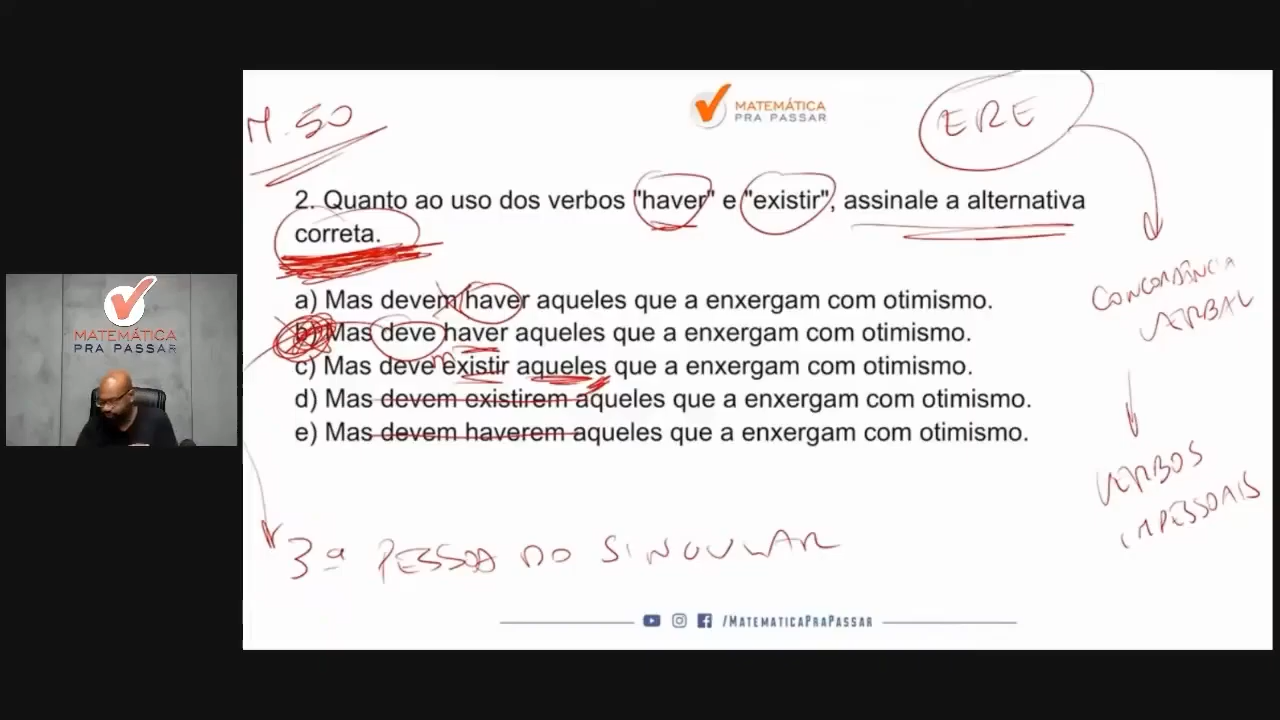 MATEMÁTICA
PRA PASSAR
M.50
ERE
2. Quanto ao uso dos verbos "haver" e "existir", assinale a alternativa
correta.
a) Mas devem haver aqueles que a enxergam com otimismo.
b) Mas deve haver aqueles que a enxergam com otimismo.
c) Mas deve existir aqueles que a enxergam com otimismo.
m
d) Mas devem existirem aqueles que a enxergam com otimismo.
e) Mas devem haverem aqueles que a enxergam com otimismo.
CONCORDÂNCIA
VERBAL
VERBOS
IMPESSOAIS
3ª PESSOA DO SINGULAR
/MATEMATICAPRAPASSAR
MATEMÁTICA
PRA PASSAR